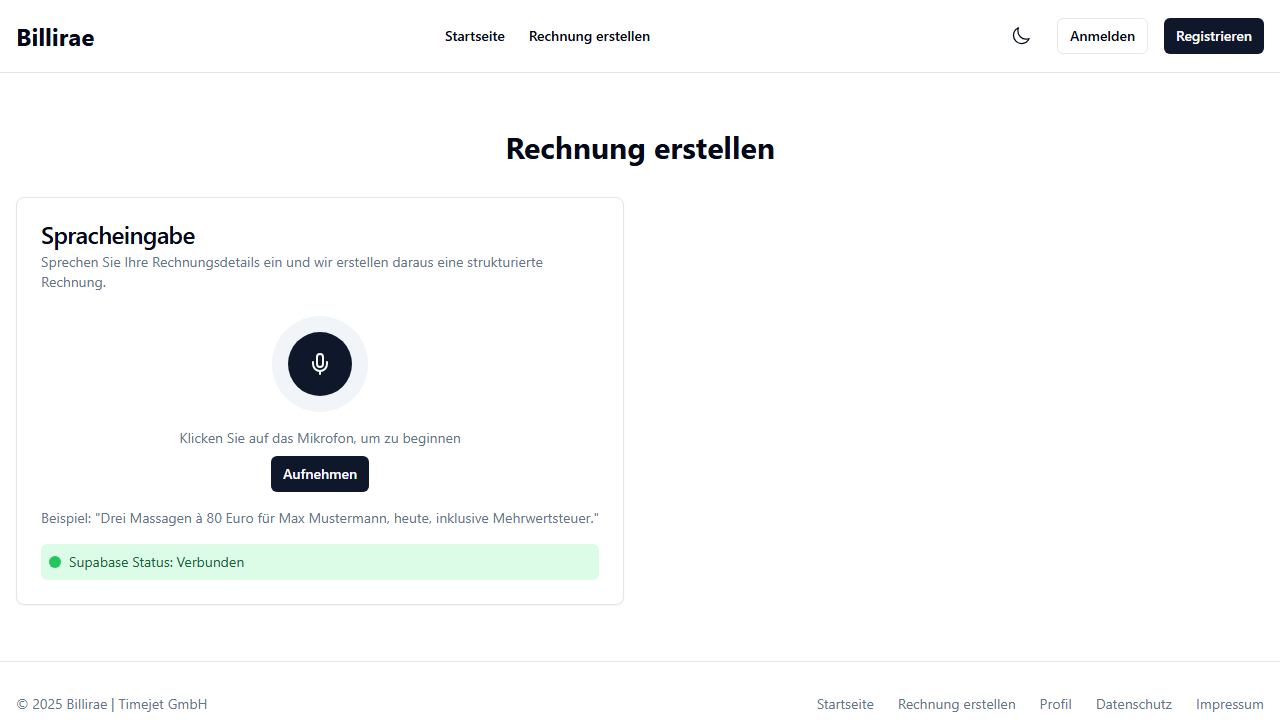 Billirae
Startseite
Rechnung erstellen
Anmelden
Registrieren
Rechnung erstellen
Spracheingabe
Sprechen Sie Ihre Rechnungsdetails ein und wir erstellen daraus eine strukturierte
Rechnung.
Klicken Sie auf das Mikrofon, um zu beginnen
Aufnehmen
Beispiel: "Drei Massagen à 80 Euro für Max Mustermann, heute, inklusive Mehrwertsteuer."
Supabase Status: Verbunden
© 2025 Billirae | Timejet GmbH
Startseite
Rechnung erstellen
Profil
Datenschutz
Impressum